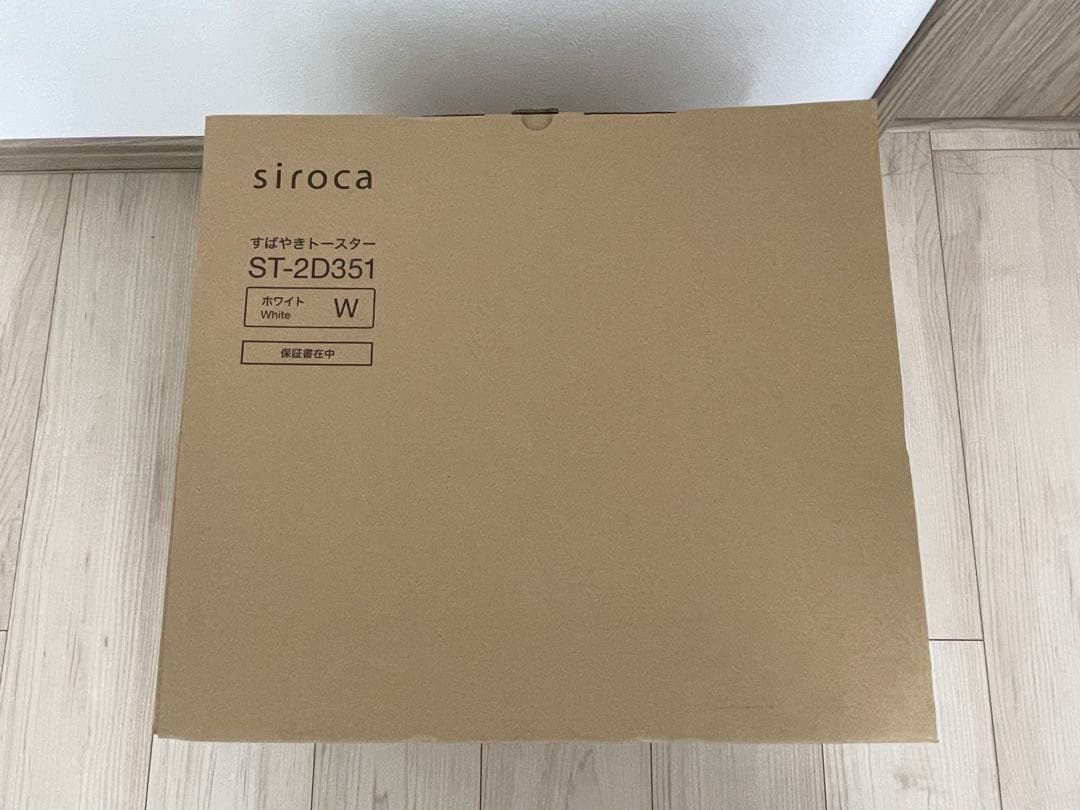 siroca
すばやきトースター
ST-2D351
ホワイト
White
W
保証書在中